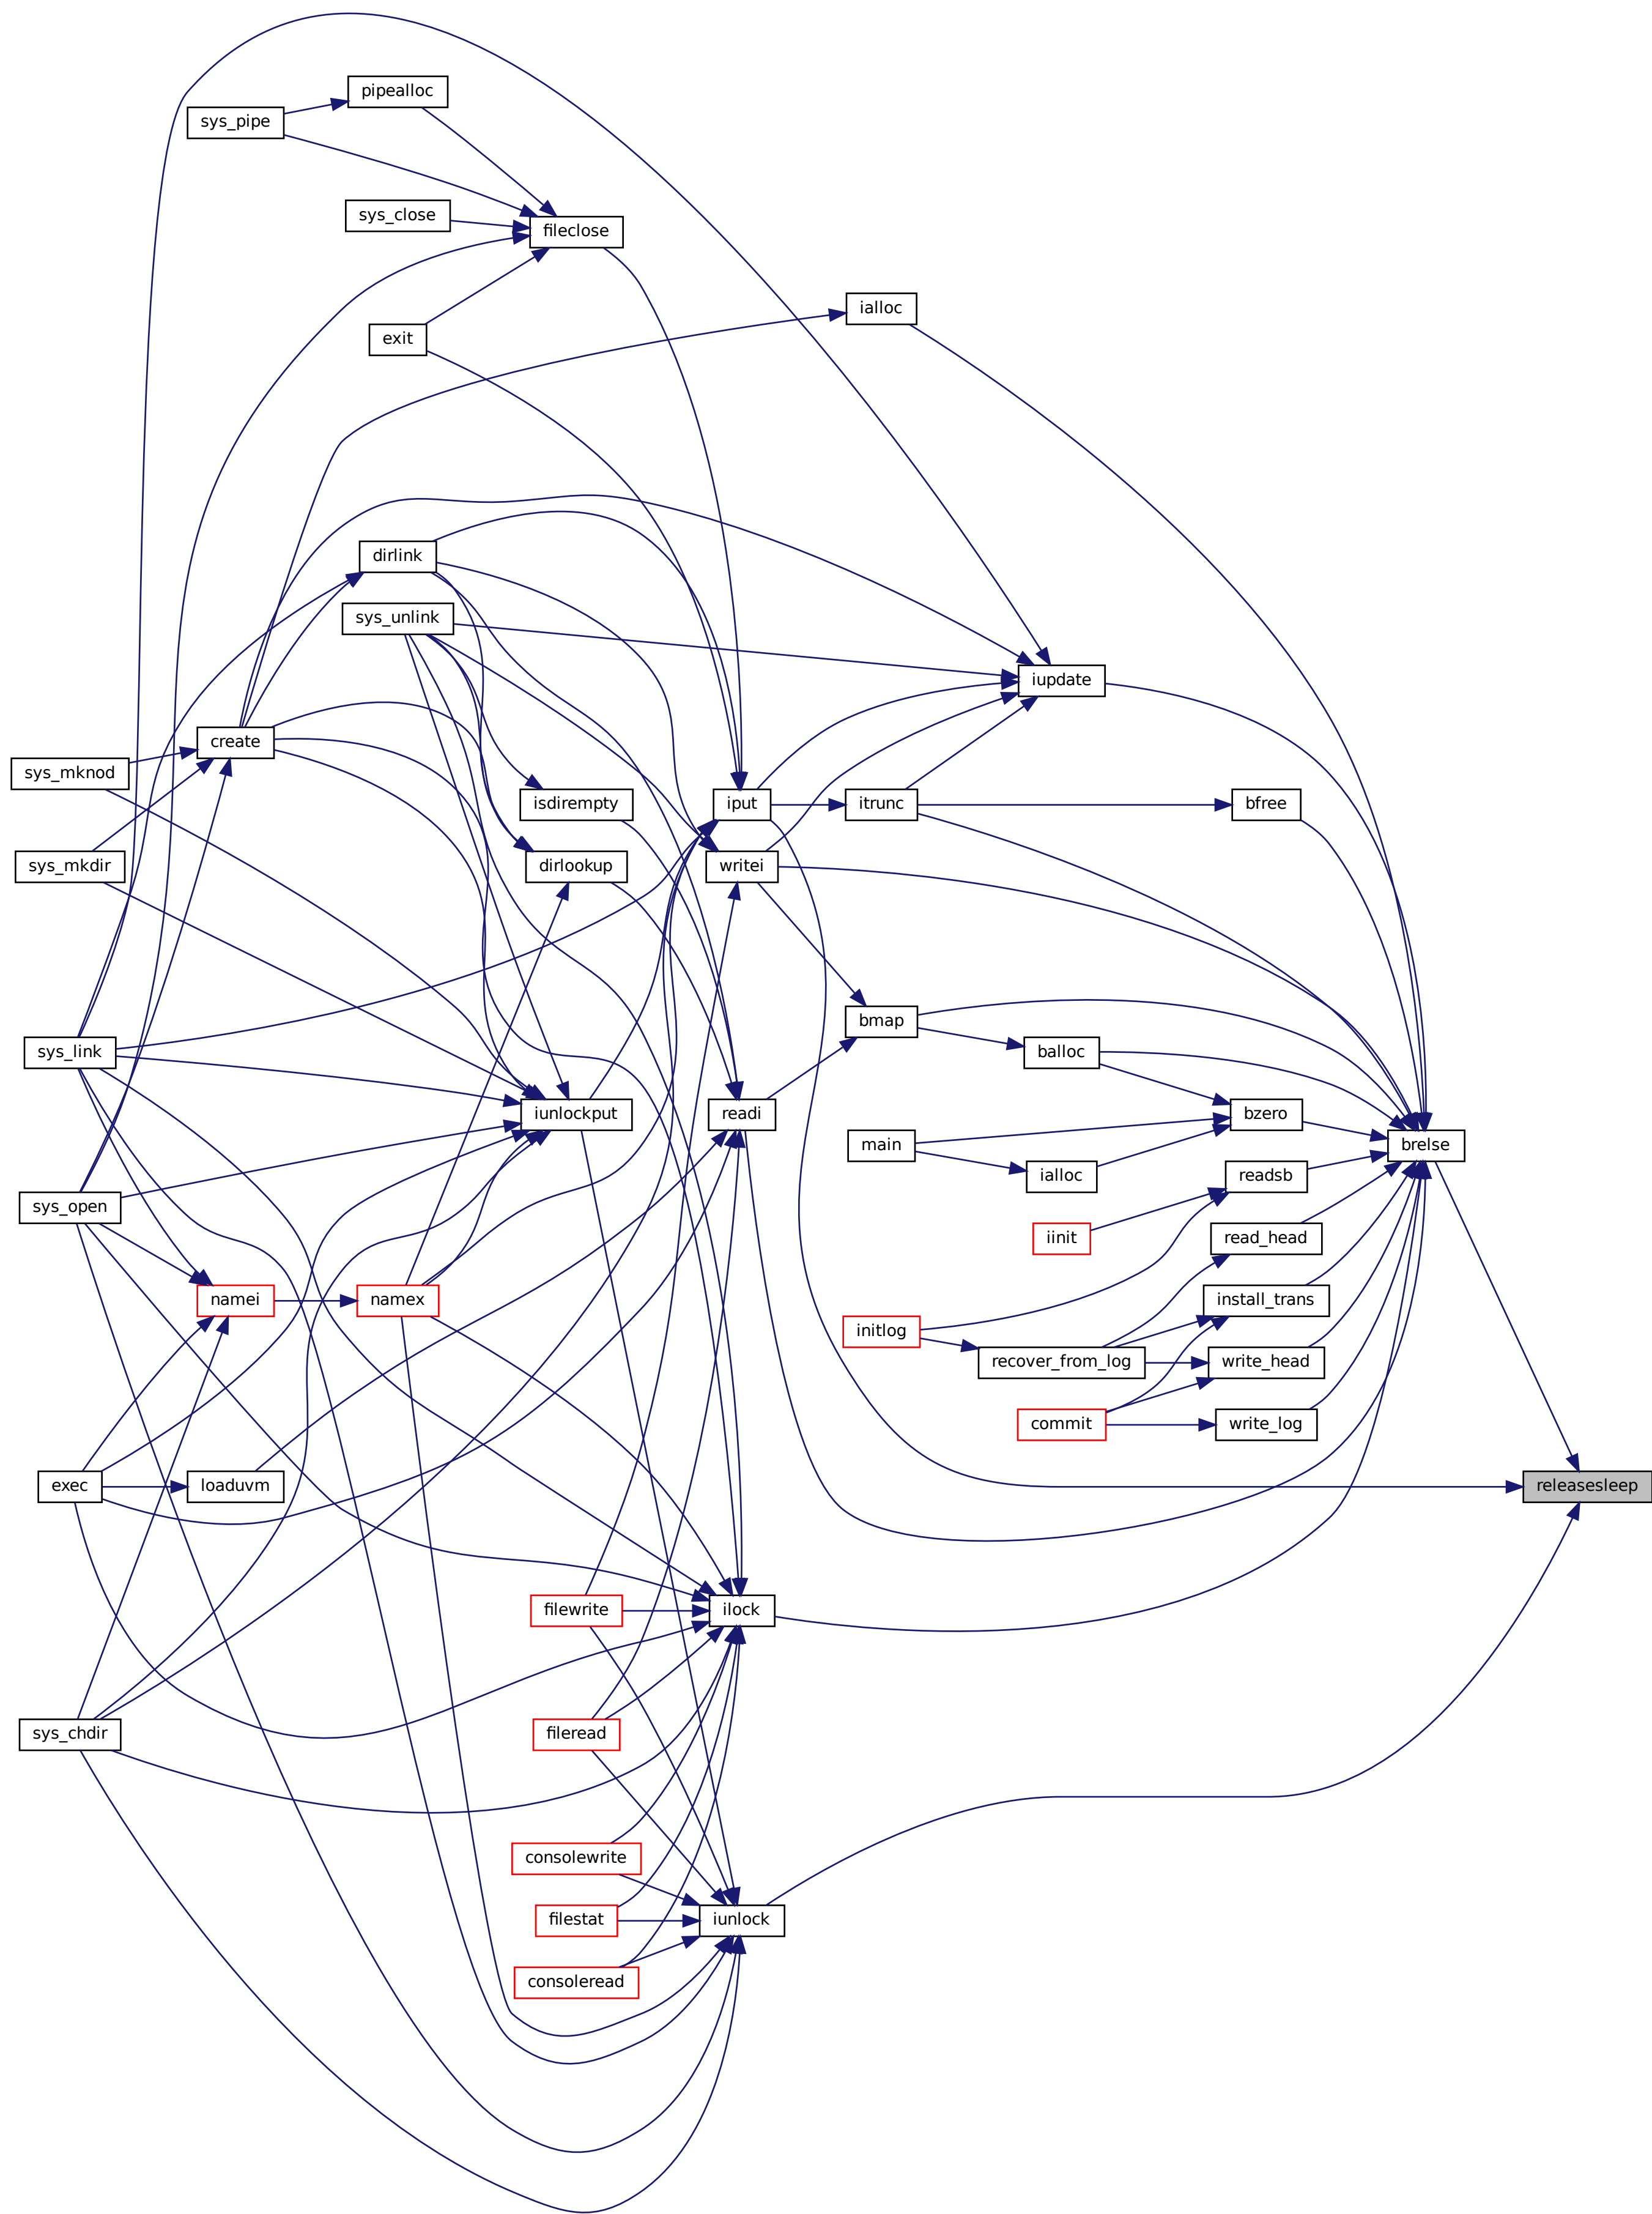 pipealloc
sys_pipe
sys_close
fileclose
ialloc
exit
dirlink
sys_unlink
iupdate
create
sys_mknod
isdirempty
iput
itrunc
bfree
sys_mkdir
dirlookup
writei
bmap
sys_link
balloc
iunlockput
readi
bzero
main
brelse
ialloc
readsb
sys_open
iinit
read_head
namei
namex
install_trans
initlog
recover_from_log
write_head
commit
write_log
exec
loaduvm
releasesleep
filewrite
ilock
sys_chdir
fileread
consolewrite
filestat
iunlock
consoleread